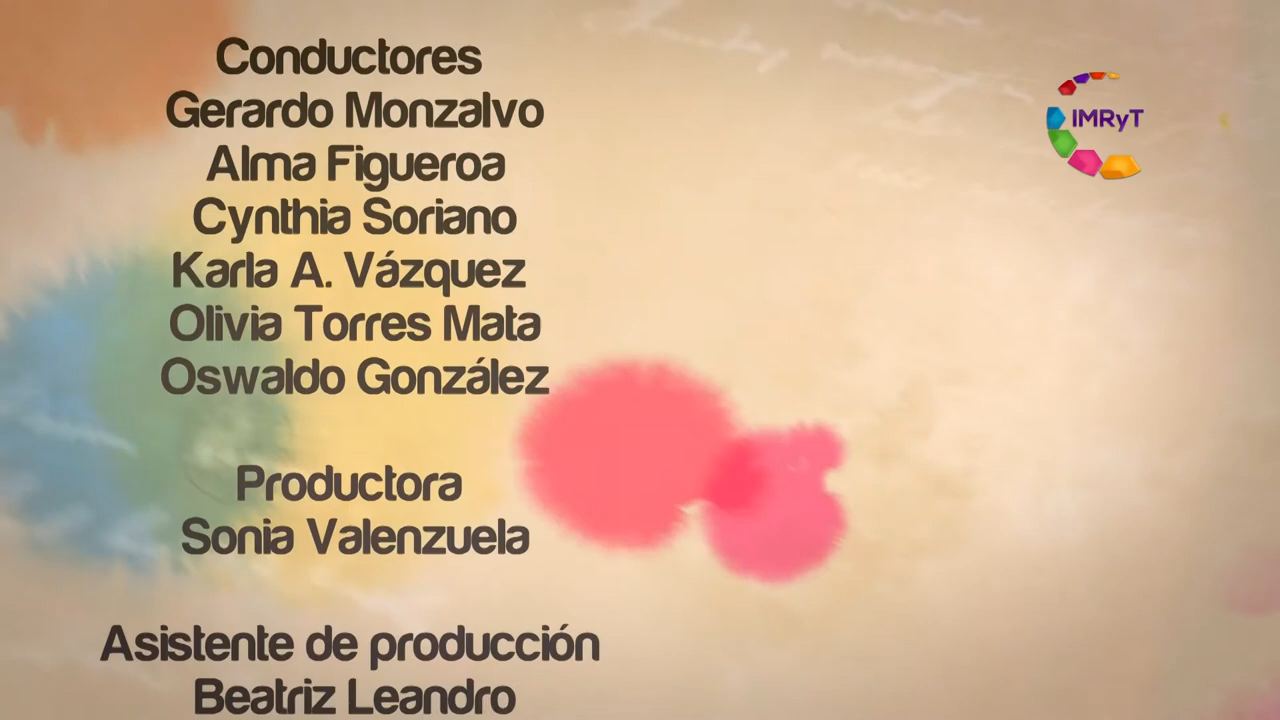 Conductores
Gerardo Monzalvo
Alma Figueroa
Cynthia Soriano
Karla A. Vázquez
Olivia Torres Mata
Oswaldo González
Productora
Sonia Valenzuela
Asistente de producción
Beatriz Leandro
IMRyT